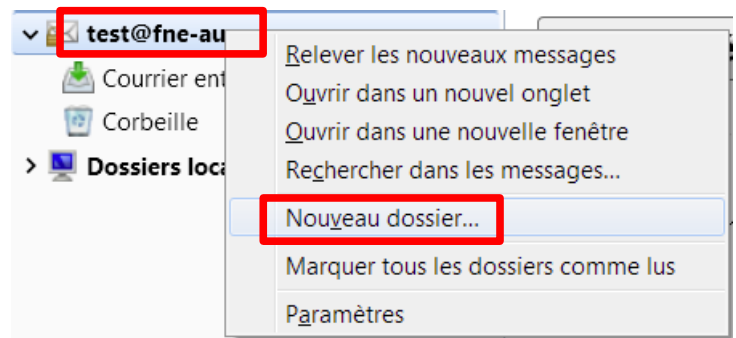 test@fne-au
Courrier ent
Corbeille
Dossiers loca
Relever les nouveaux messages
Ouvrir dans un nouvel onglet
Ouvrir dans une nouvelle fenêtre
Rechercher dans les messages...
Nouveau dossier...
Marquer tous les dossiers comme lus
Paramètres